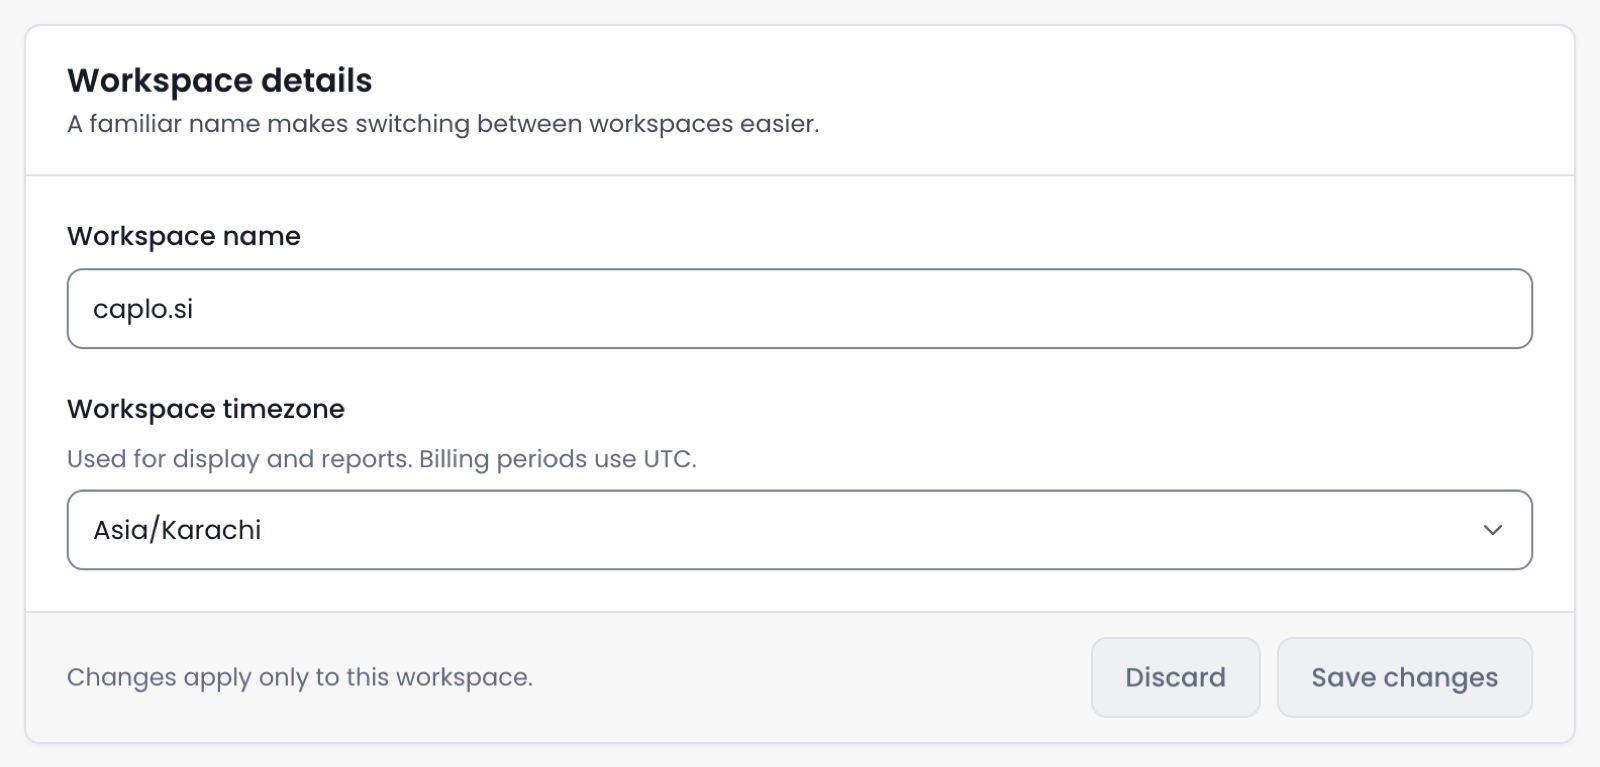 Workspace details
A familiar name makes switching between workspaces easier.
Workspace name
caplo.si
Workspace timezone
Used for display and reports. Billing periods use UTC.
Asia/Karachi
Changes apply only to this workspace.
Discard
Save changes